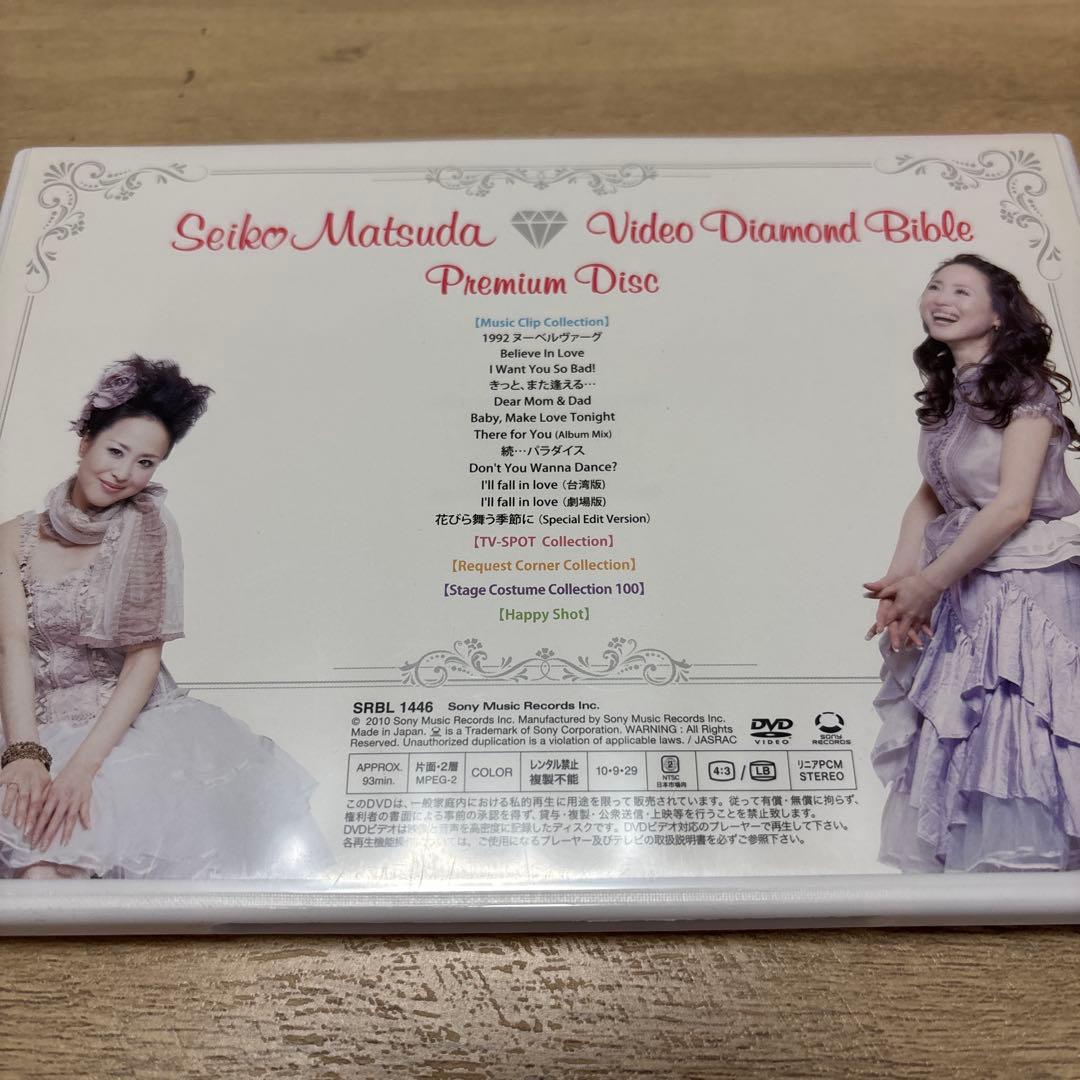 Seiko Matsuda Video Diamond Bible
Premium Disc
【Music Clip Collection】
1992 ヌーベルヴァーグ
Believe In Love
I Want You So Bad!
きっと、また逢える…
Dear Mom & Dad
Baby, Make Love Tonight
There for You (Album Mix)
続…パラダイス
Don't You Wanna Dance?
I'll fall in love (台湾版)
I'll fall in love (劇場版)
花びら舞う季節に (Special Edit Version)
【TV-SPOT Collection】
【Request Corner Collection】
【Stage Costume Collection 100】
【Happy Shot】
SRBL 1446 Sony Music Records Inc.
© 2010 Sony Music Records Inc. Manufactured by Sony Music Records Inc.
Made in Japan. is a Trademark of Sony Corporation. WARNING : All Rights
Reserved. Unauthorized duplication is a violation of applicable laws. / JASRAC
DVD VIDEO
SONY RECORDS
APPROX. 93min.
片面・2層 MPEG-2
COLOR
レンタル禁止 複製不能
10・9・29
2 NTSC 日本市場向
4:3 / LB
リニアPCM STEREO
このDVDは、一般家庭内における私的再生に用途を限って販売されています。従って有償・無償に拘らず、
権利者の書面による事前の承認を得ず、貸与・複製・公衆送信・上映等を行うことを禁止致します。
DVDビデオは映像と音声を高密度に記録したディスクです。DVDビデオ対応のプレーヤーで再生して下さい。
各再生機能操作については、ご使用になるプレーヤー及びテレビの取扱説明書を必ずご参照下さい。